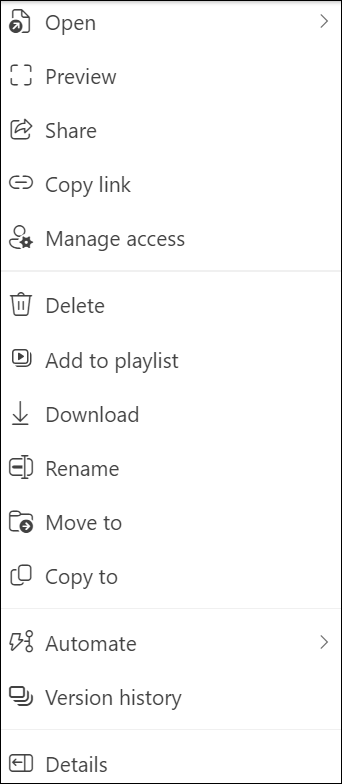 Open
Preview
Share
Copy link
Manage access
Delete
Add to playlist
Download
Rename
Move to
Copy to
Automate
Version history
Details